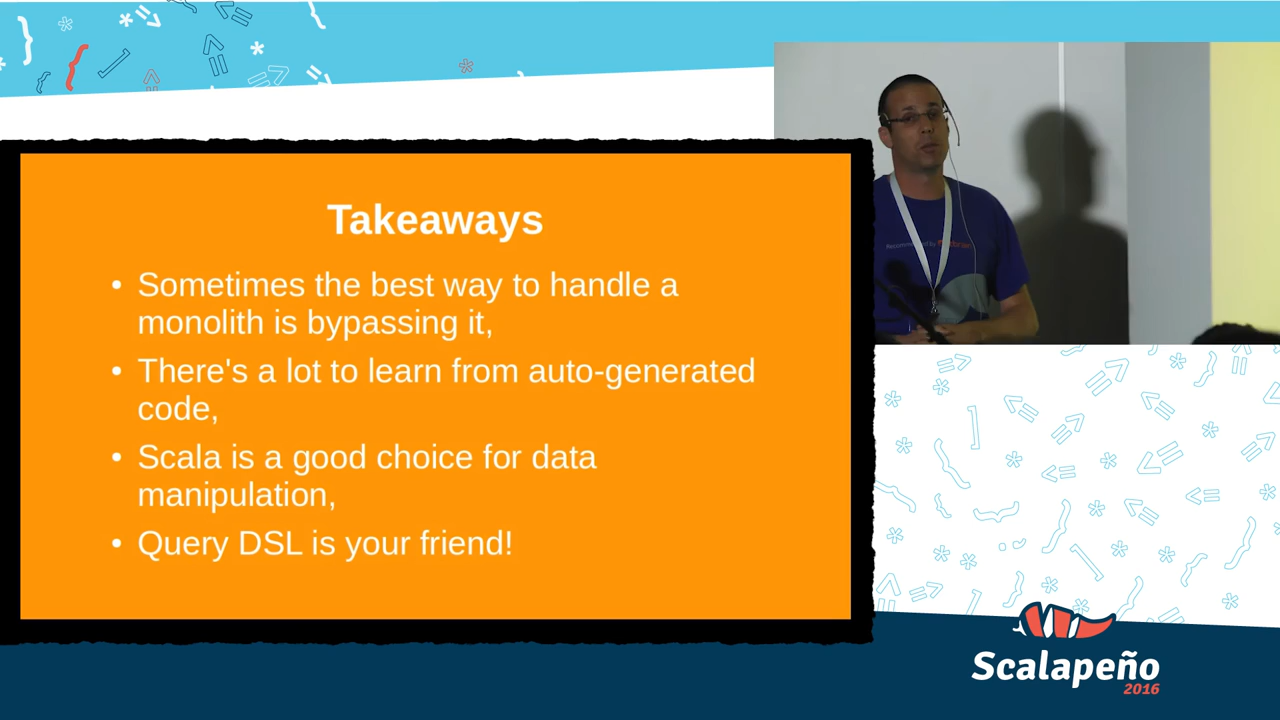 Takeaways
• Sometimes the best way to handle a
monolith is bypassing it,
• There's a lot to learn from auto-generated
code,
• Scala is a good choice for data
manipulation,
• Query DSL is your friend!
Scalapeño
2016